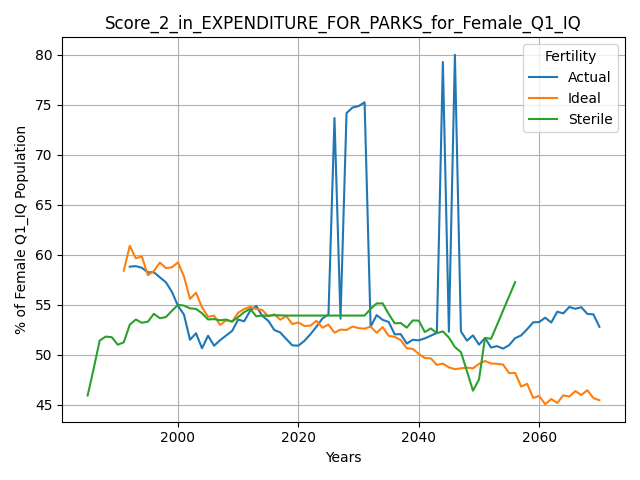 Score_2_in_EXPENDITURE_FOR_PARKS_for_Female_Q1_IQ
% of Female Q1_IQ Population
80
75
70
65
60
55
50
45
Fertility
Actual
Ideal
Sterile
2000
2020
2040
2060
Years